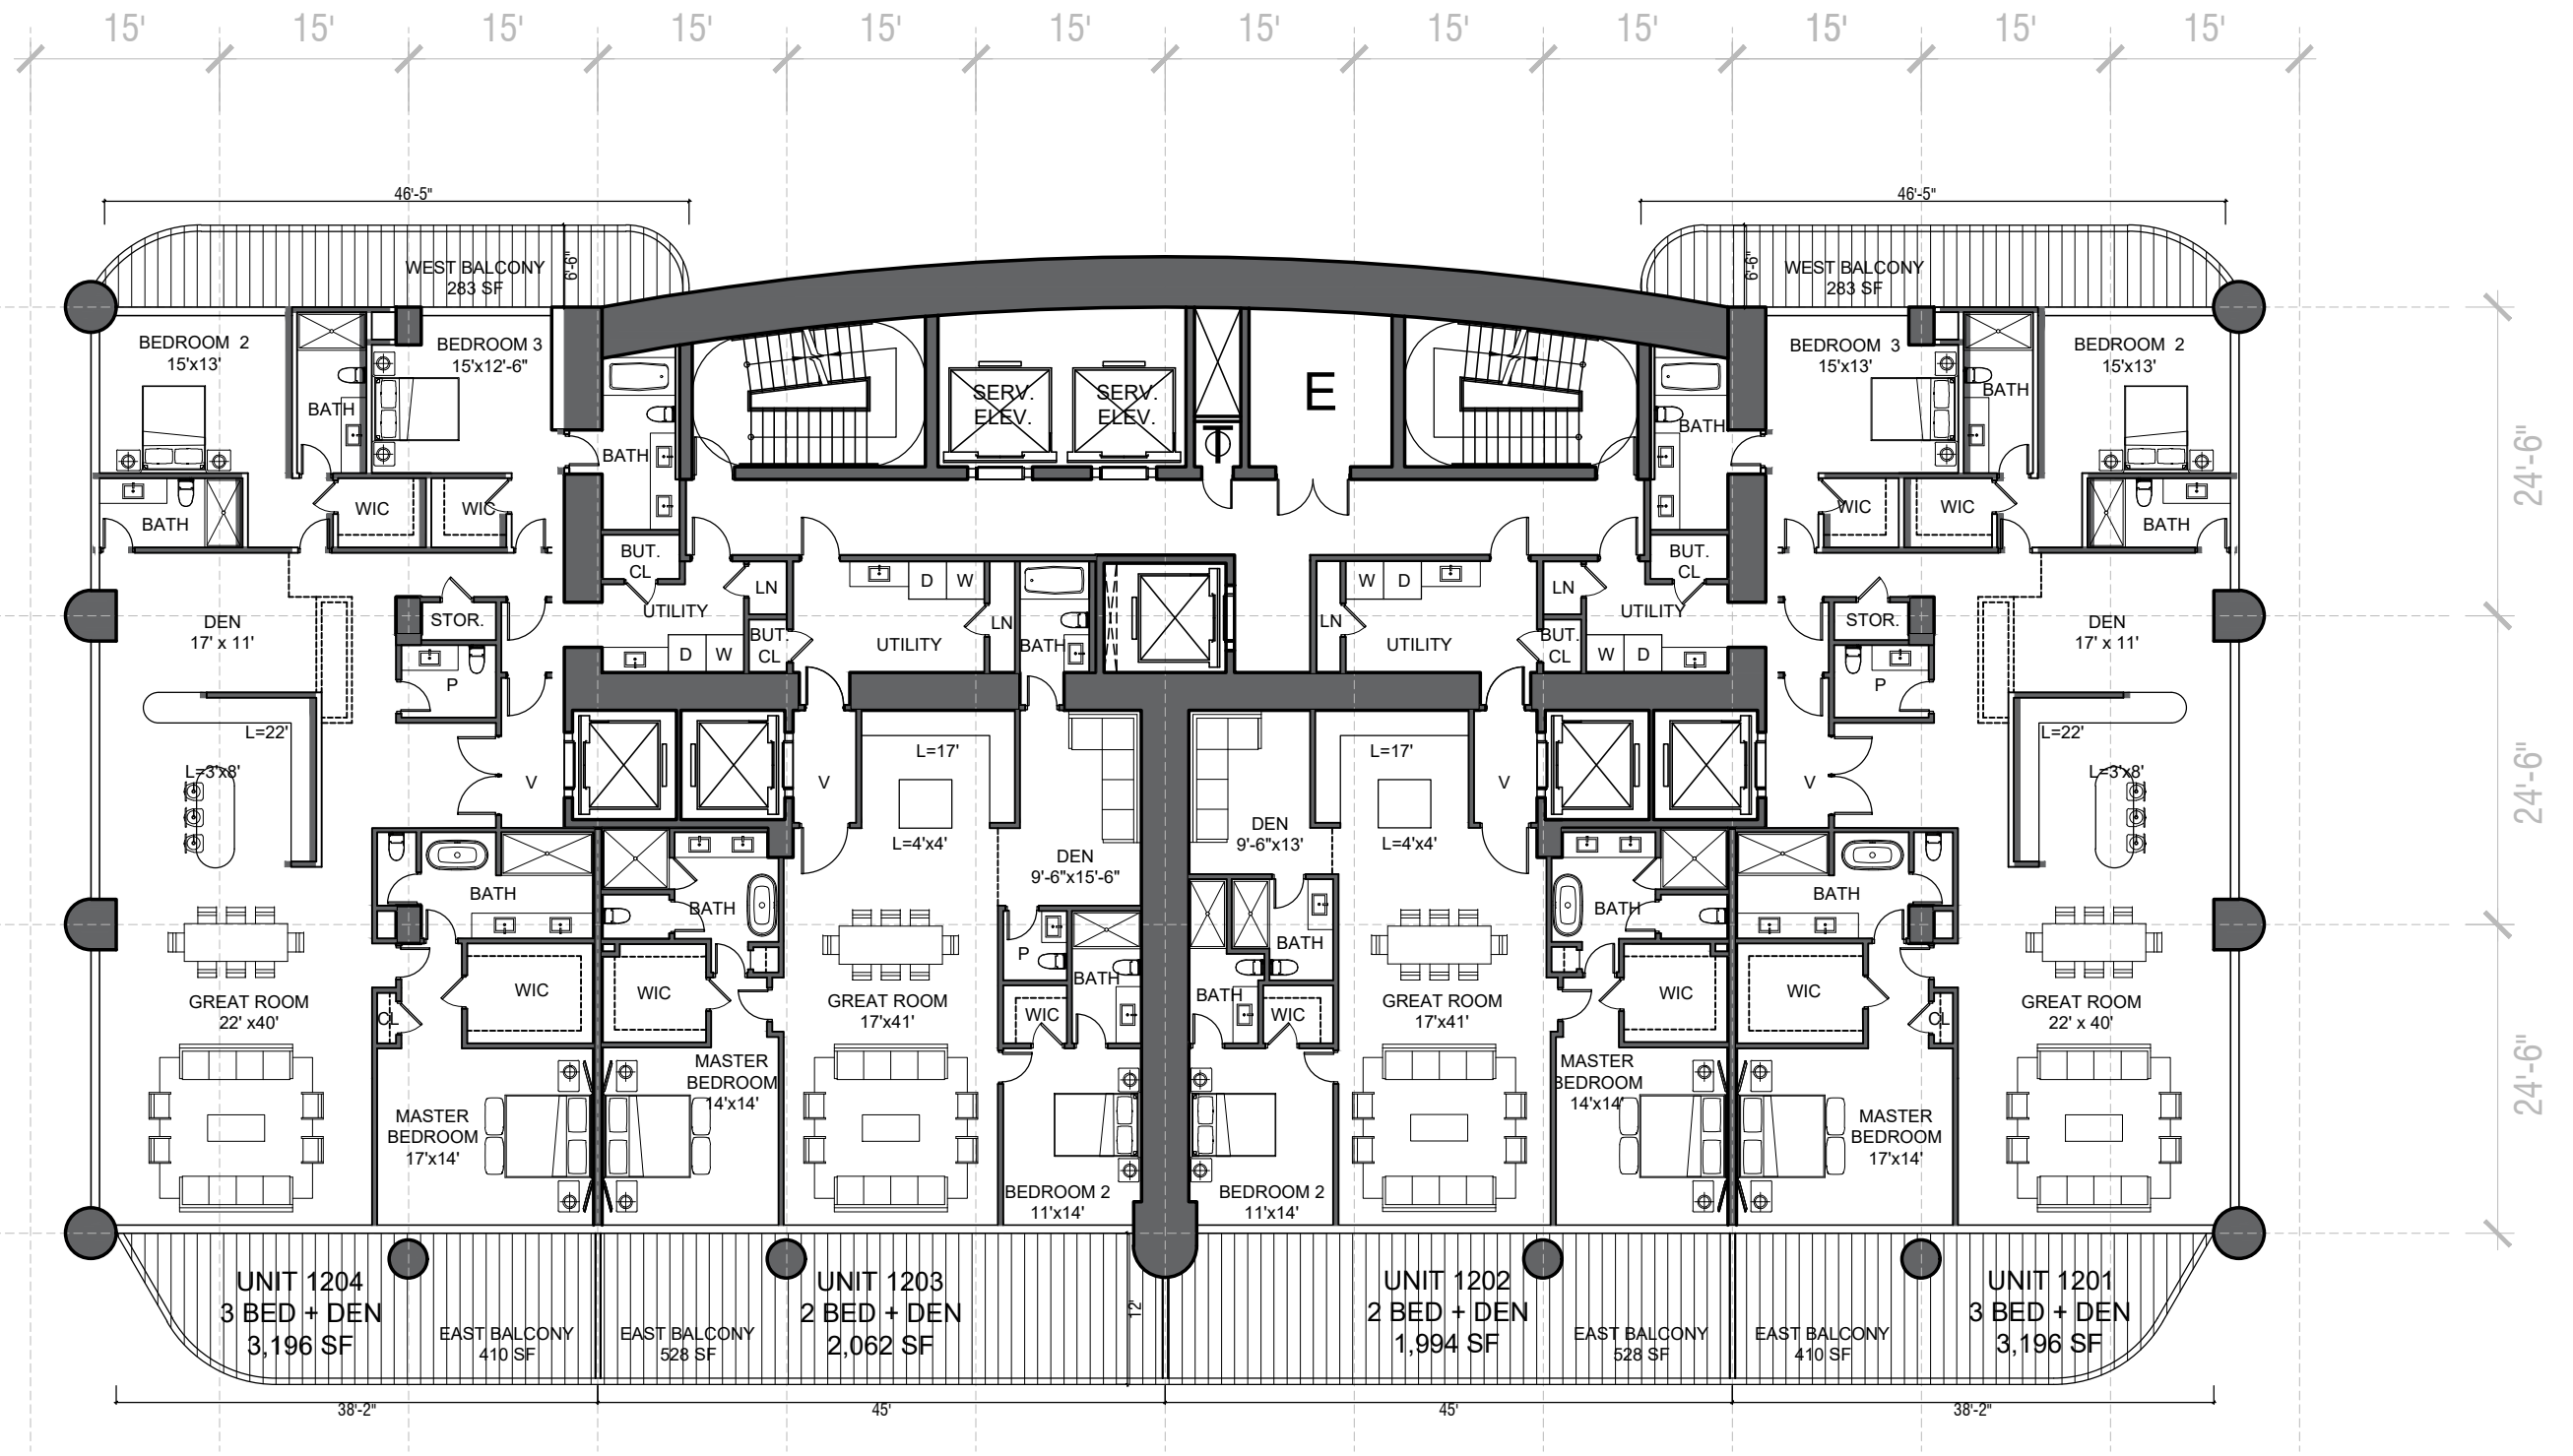 15' 15' 15' 15' 15' 15' 15' 15' 15' 15' 15' 15'
46'-5" 46'-5"
WEST BALCONY
283 SF
6'-6"
6'-6"
WEST BALCONY
283 SF
BEDROOM 2
15'x13'
BEDROOM 3
15'x12'-6"
BEDROOM 3
15'x13'
BEDROOM 2
15'x13'
SERV.
ELEV.
SERV.
ELEV.
E
T
BATH
BATH
BATH
BATH
24'-6"
WIC
WIC
WIC
WIC
BATH
BATH
BUT.
CL
BUT.
CL
LN
D W
W D
LN
UTILITY
UTILITY
DEN
17' x 11'
STOR.
LN
LN
STOR.
DEN
17' x 11'
BUT.
CL
UTILITY
BATH
UTILITY
BUT.
CL
D W
W D
P
P
L=22'
L=17'
L=17'
L=22'
L=3'x8'
V
V
V
V
L=3'x8'
24'-6"
L=4'x4'
DEN
9'-6"x15'-6"
DEN
9'-6"x13'
L=4'x4'
BATH
BATH
BATH
BATH
P
BATH
BATH
BATH
GREAT ROOM
22' x40'
WIC
WIC
GREAT ROOM
17'x41'
WIC
WIC
GREAT ROOM
17'x41'
WIC
WIC
GREAT ROOM
22' x 40'
CL
CL
24'-6"
MASTER
BEDROOM
17'x14'
MASTER
BEDROOM
14'x14'
MASTER
BEDROOM
14'x14'
MASTER
BEDROOM
17'x14'
BEDROOM 2
11'x14'
BEDROOM 2
11'x14'
UNIT 1204
3 BED + DEN
3,196 SF
EAST BALCONY
410 SF
EAST BALCONY
528 SF
UNIT 1203
2 BED + DEN
2,062 SF
12'
UNIT 1202
2 BED + DEN
1,994 SF
EAST BALCONY
528 SF
EAST BALCONY
410 SF
UNIT 1201
3 BED + DEN
3,196 SF
38'-2" 45' 45' 38'-2"